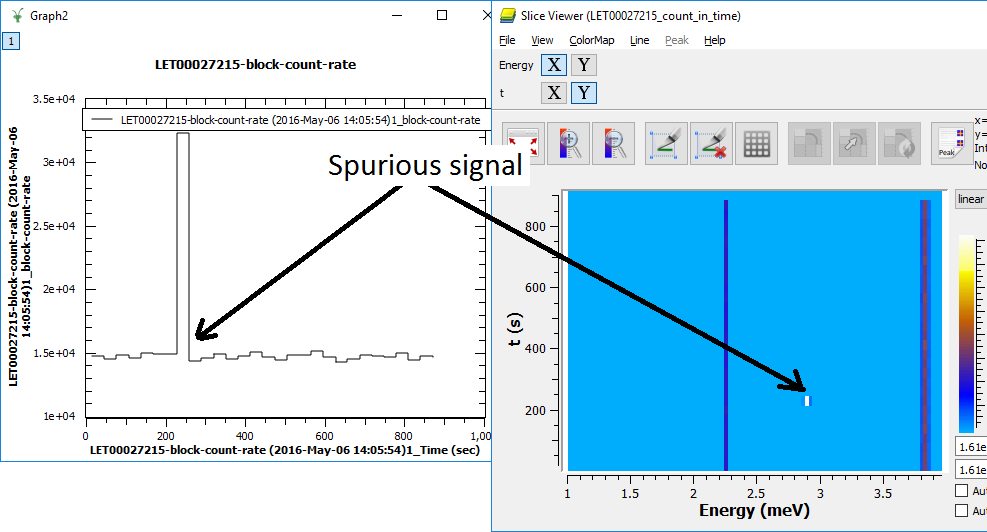 Graph2
1
LET00027215-block-count-rate
3.5e+04
LET00027215-block-count-rate (2016-May-06 14:05:54)1_block-count-rate
3e+04
2.5e+04
2e+04
1.5e+04
1e+04
LET00027215-block-count-rate (2016-May-06
14:05:54)1_block-count-rate
0 200 400 600 800 1,00
LET00027215-block-count-rate (2016-May-06 14:05:54)1_Time (sec)
Spurious signal
Slice Viewer (LET00027215_count_in_time)
File View ColorMap Line Peak Help
Energy X Y
t X Y
Peak
x=
y=
Int
No
linear
800
600
400
200
t (s)
1 1.5 2 2.5 3 3.5
Energy (meV)
1.61e
1.61e
Aut
Aut